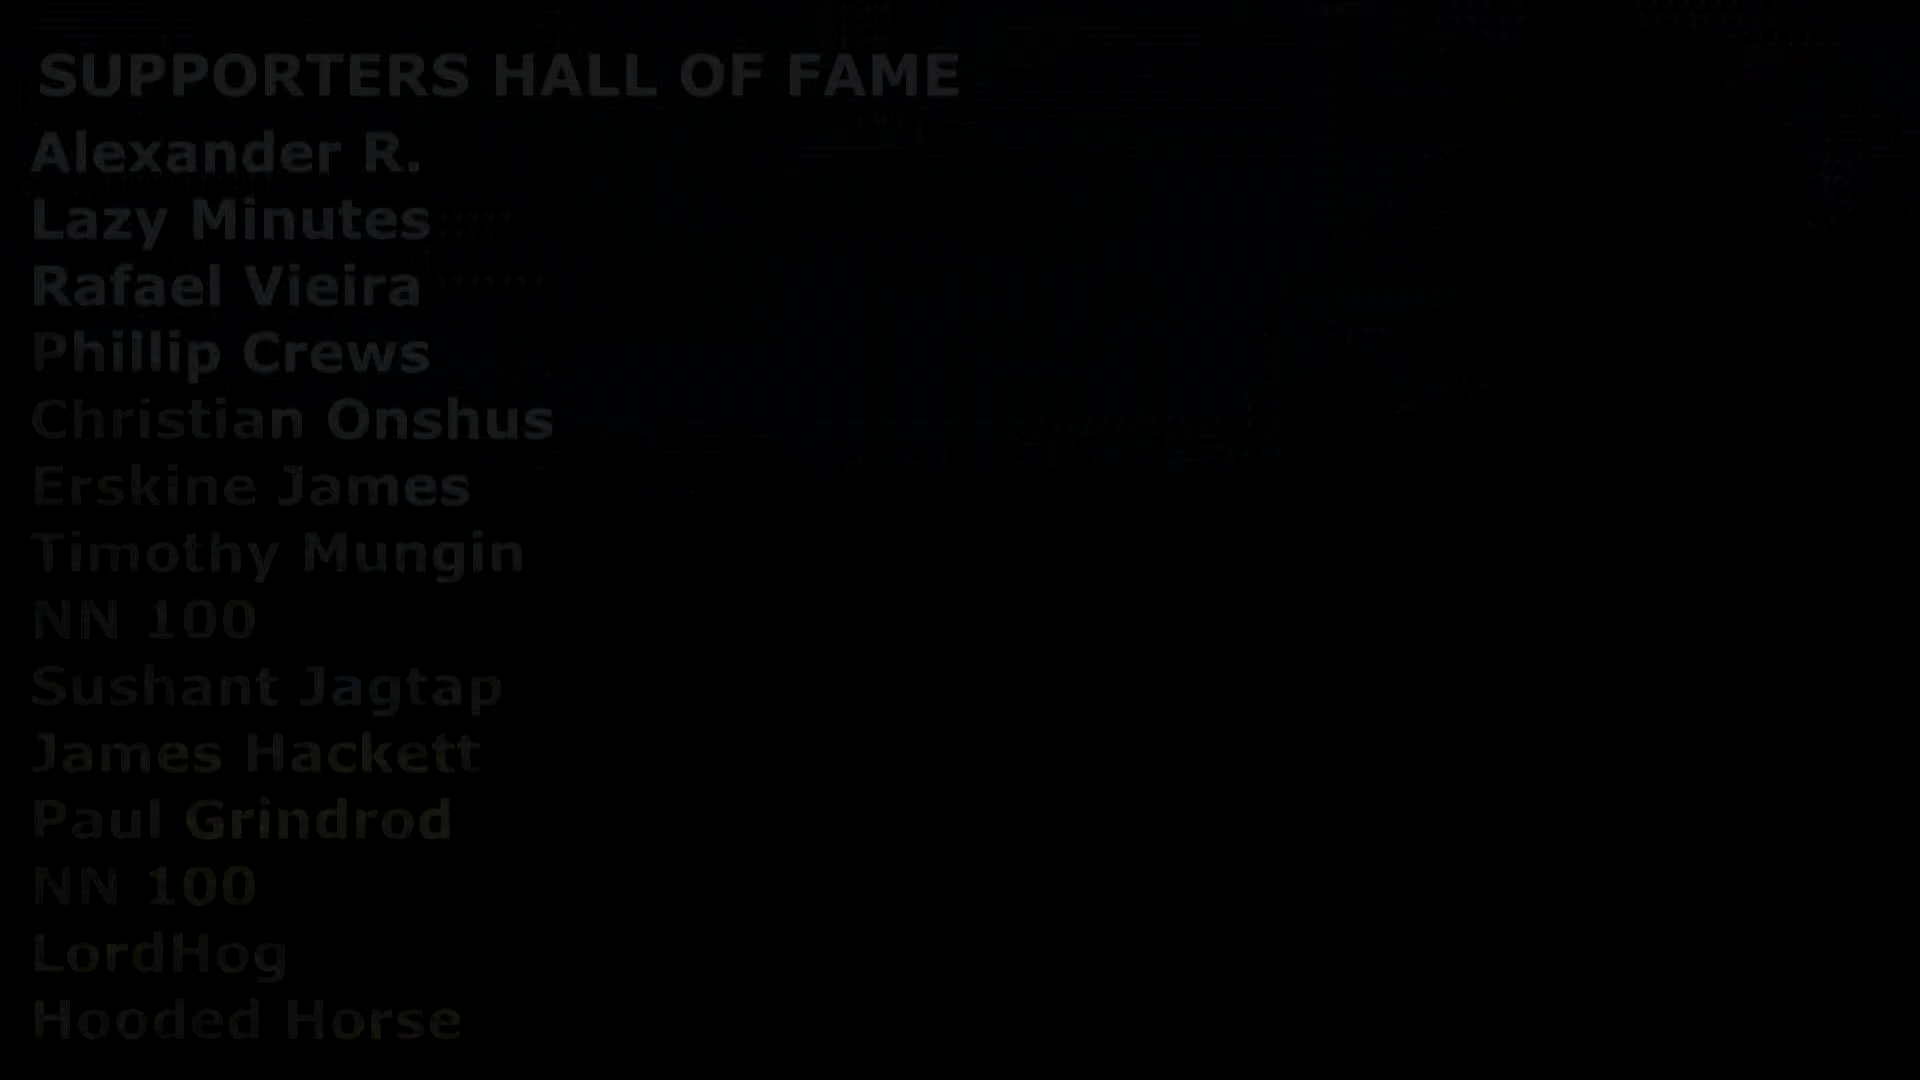 SUPPORTERS HALL OF FAME
Alexander R.
Lazy Minutes
Rafael Vieira
Phillip Crews
Christian Onshus
Erskine James
Timothy Mungin
NN 100
Sushant Jagtap
James Hackett
Paul Grindrod
NN 100
LordHog
Hooded Horse